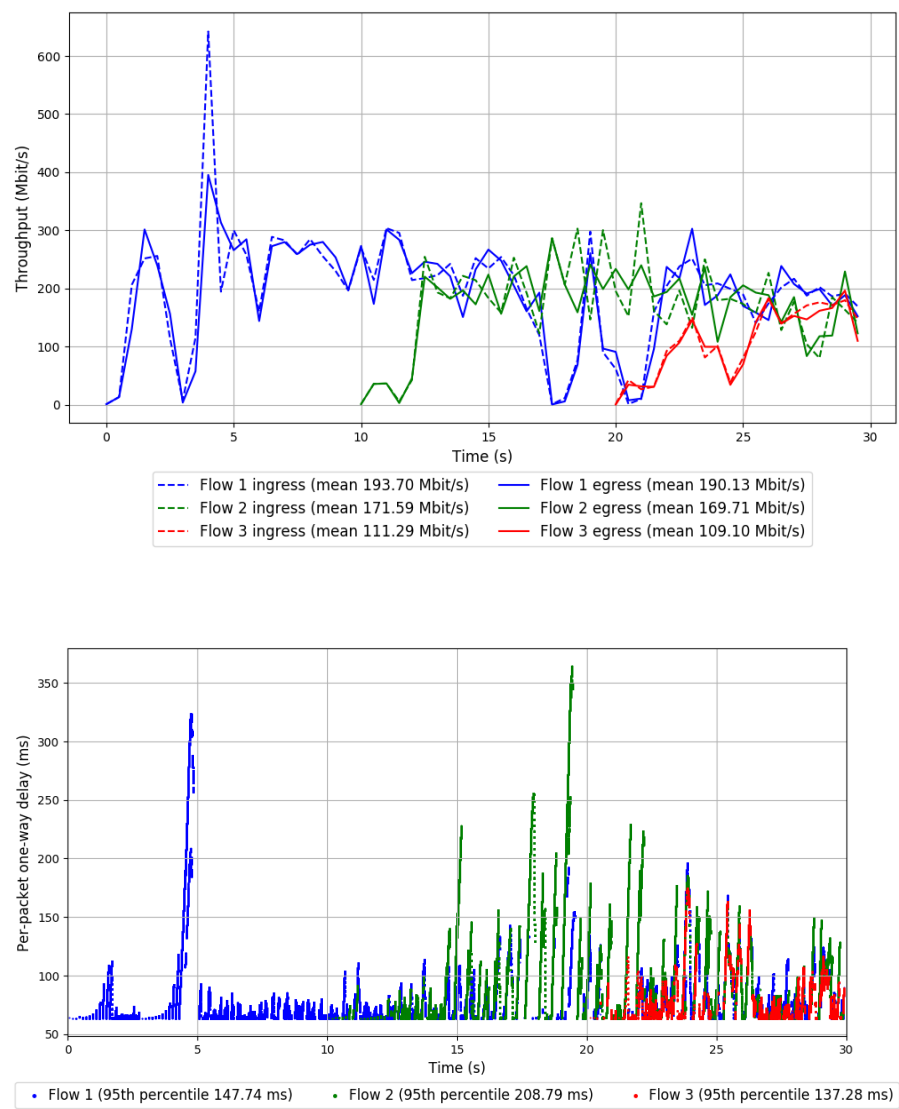 600
500
400
300
200
100
0
Throughput (Mbit/s)
0 5 10 15 20 25 30
Time (s)
Flow 1 ingress (mean 193.70 Mbit/s) Flow 1 egress (mean 190.13 Mbit/s)
Flow 2 ingress (mean 171.59 Mbit/s) Flow 2 egress (mean 169.71 Mbit/s)
Flow 3 ingress (mean 111.29 Mbit/s) Flow 3 egress (mean 109.10 Mbit/s)
350
300
250
200
150
100
50
Per-packet one-way delay (ms)
0 5 10 15 20 25 30
Time (s)
Flow 1 (95th percentile 147.74 ms) Flow 2 (95th percentile 208.79 ms) Flow 3 (95th percentile 137.28 ms)